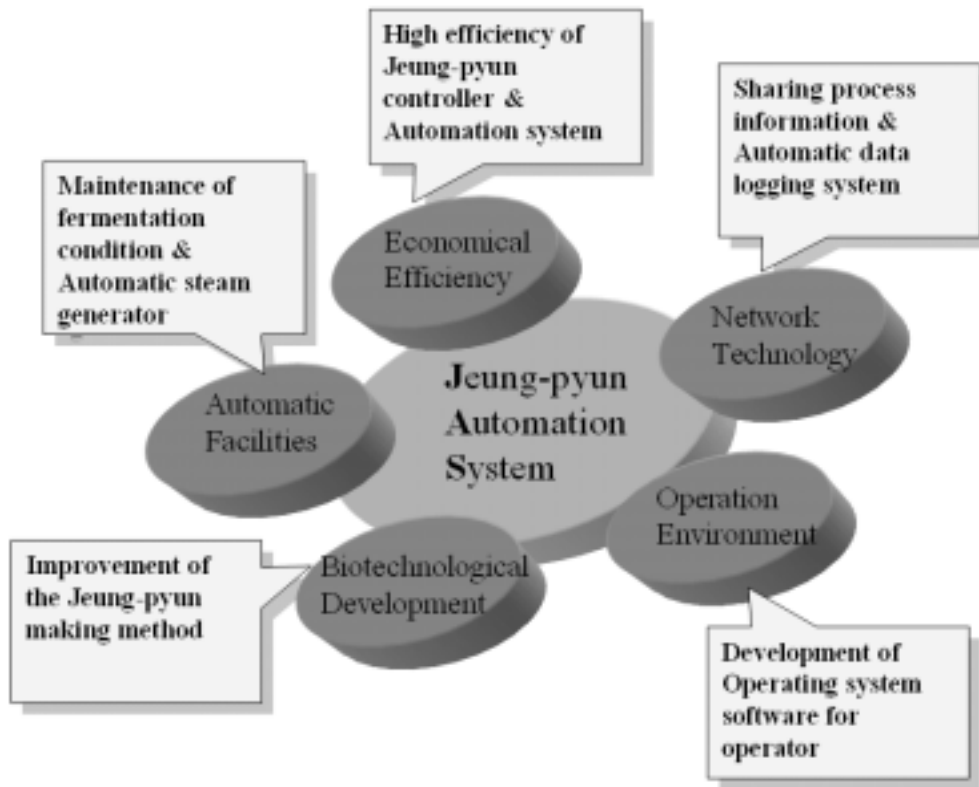 High efficiency of
Jeung-pyun
controller &
Automation system
Sharing process
information &
Automatic data
logging system
Maintenance of
fermentation
condition &
Automatic steam
generator
Economical
Efficiency
Network
Technology
Jeung-pyun
Automation
System
Automatic
Facilities
Operation
Environment
Biotechnological
Development
Improvement of
the Jeung-pyun
making method
Development of
Operating system
software for
operator